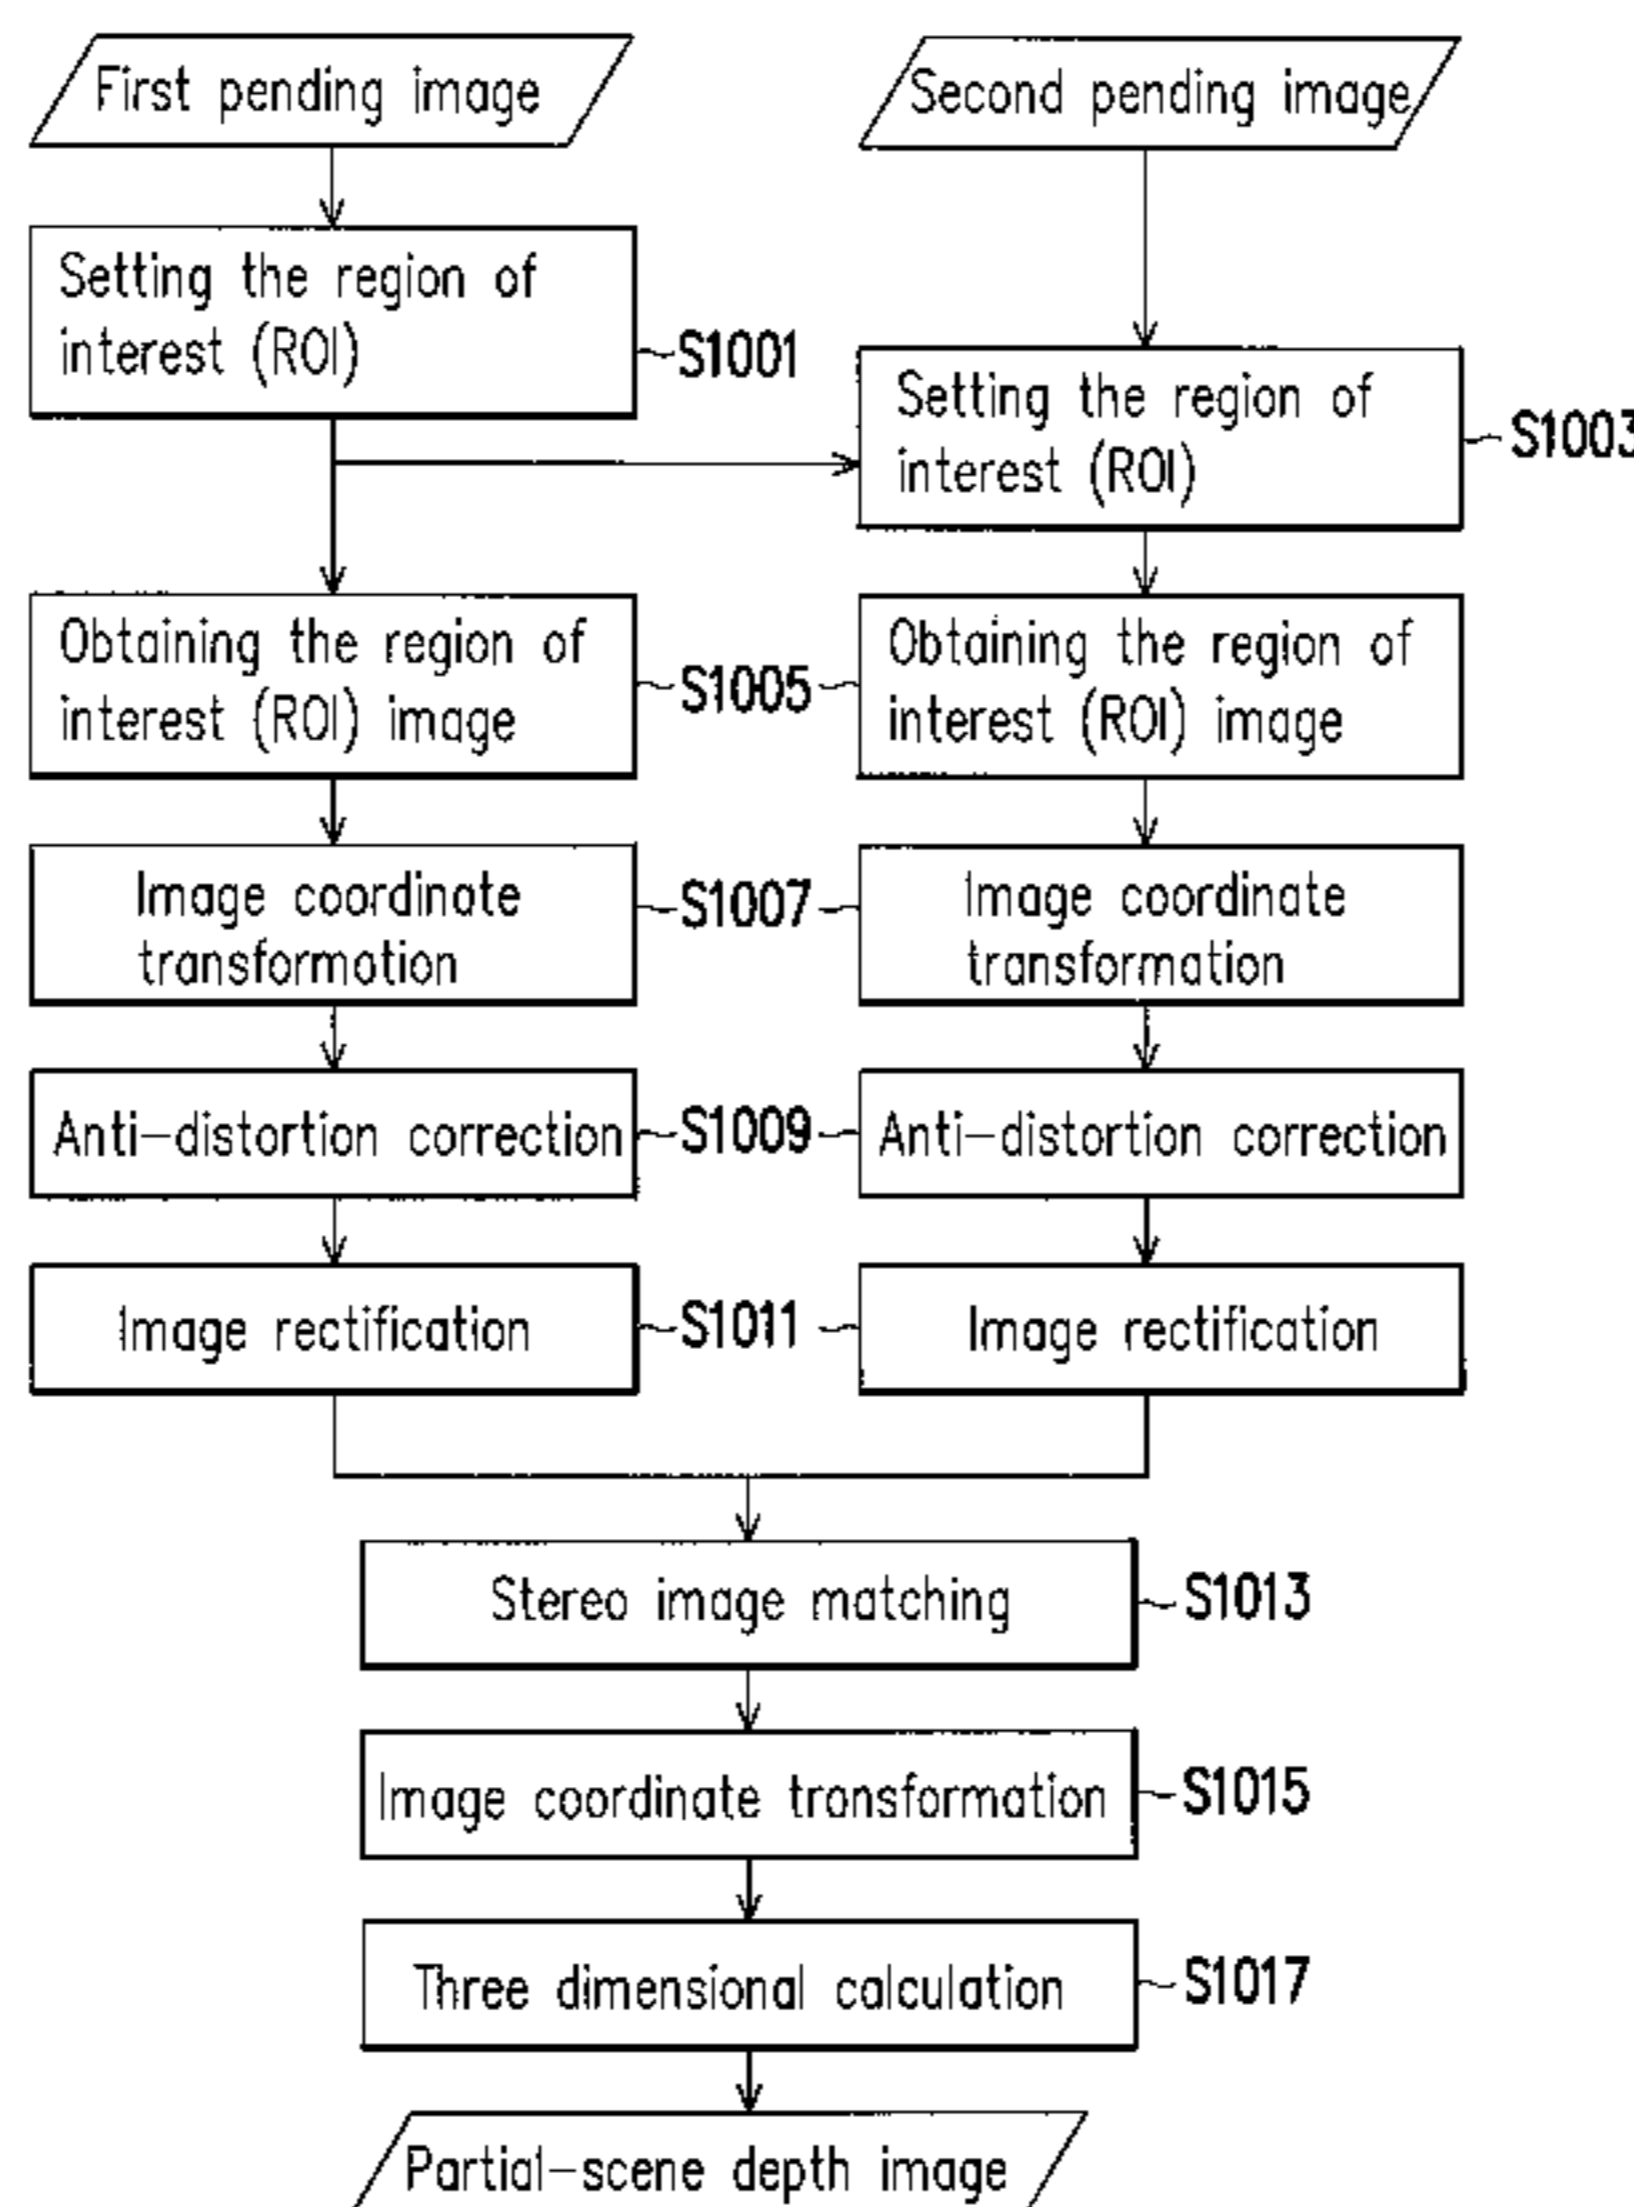 First pending image
Second pending image
Setting the region of
interest (ROI)
S1001
Setting the region of
interest (ROI)
S1003
Obtaining the region of
interest (ROI) image
S1005
Obtaining the region of
interest (ROI) image
Image coordinate
transformation
S1007
Image coordinate
transformation
Anti-distortion correction
S1009
Anti-distortion correction
Image rectification
S1011
Image rectification
Stereo image matching
S1013
Image coordinate transformation
S1015
Three dimensional calculation
S1017
Partial-scene depth image